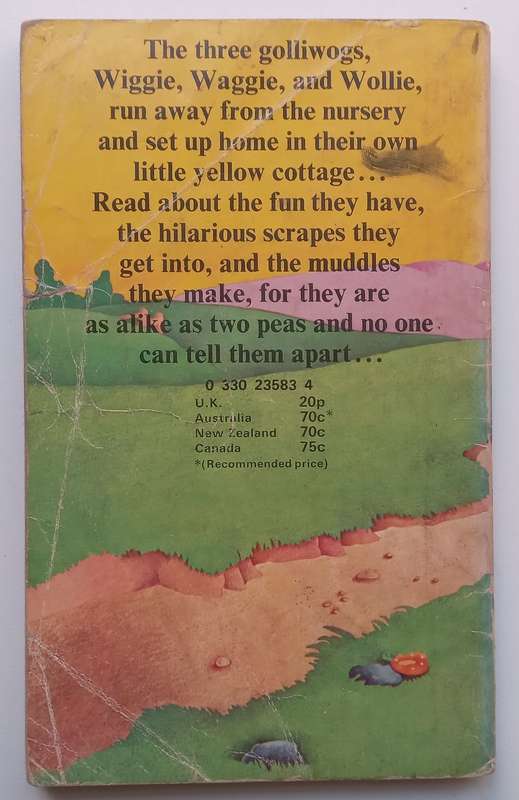 The three golliwogs,
Wiggie, Waggie, and Wollie,
run away from the nursery
and set up home in their own
little yellow cottage...
Read about the fun they have,
the hilarious scrapes they
get into, and the muddles
they make, for they are
as alike as two peas and no one
can tell them apart...
0 330 23583 4
U.K. 20p
Australia 70c*
New Zealand 70c
Canada 75c
*(Recommended price)